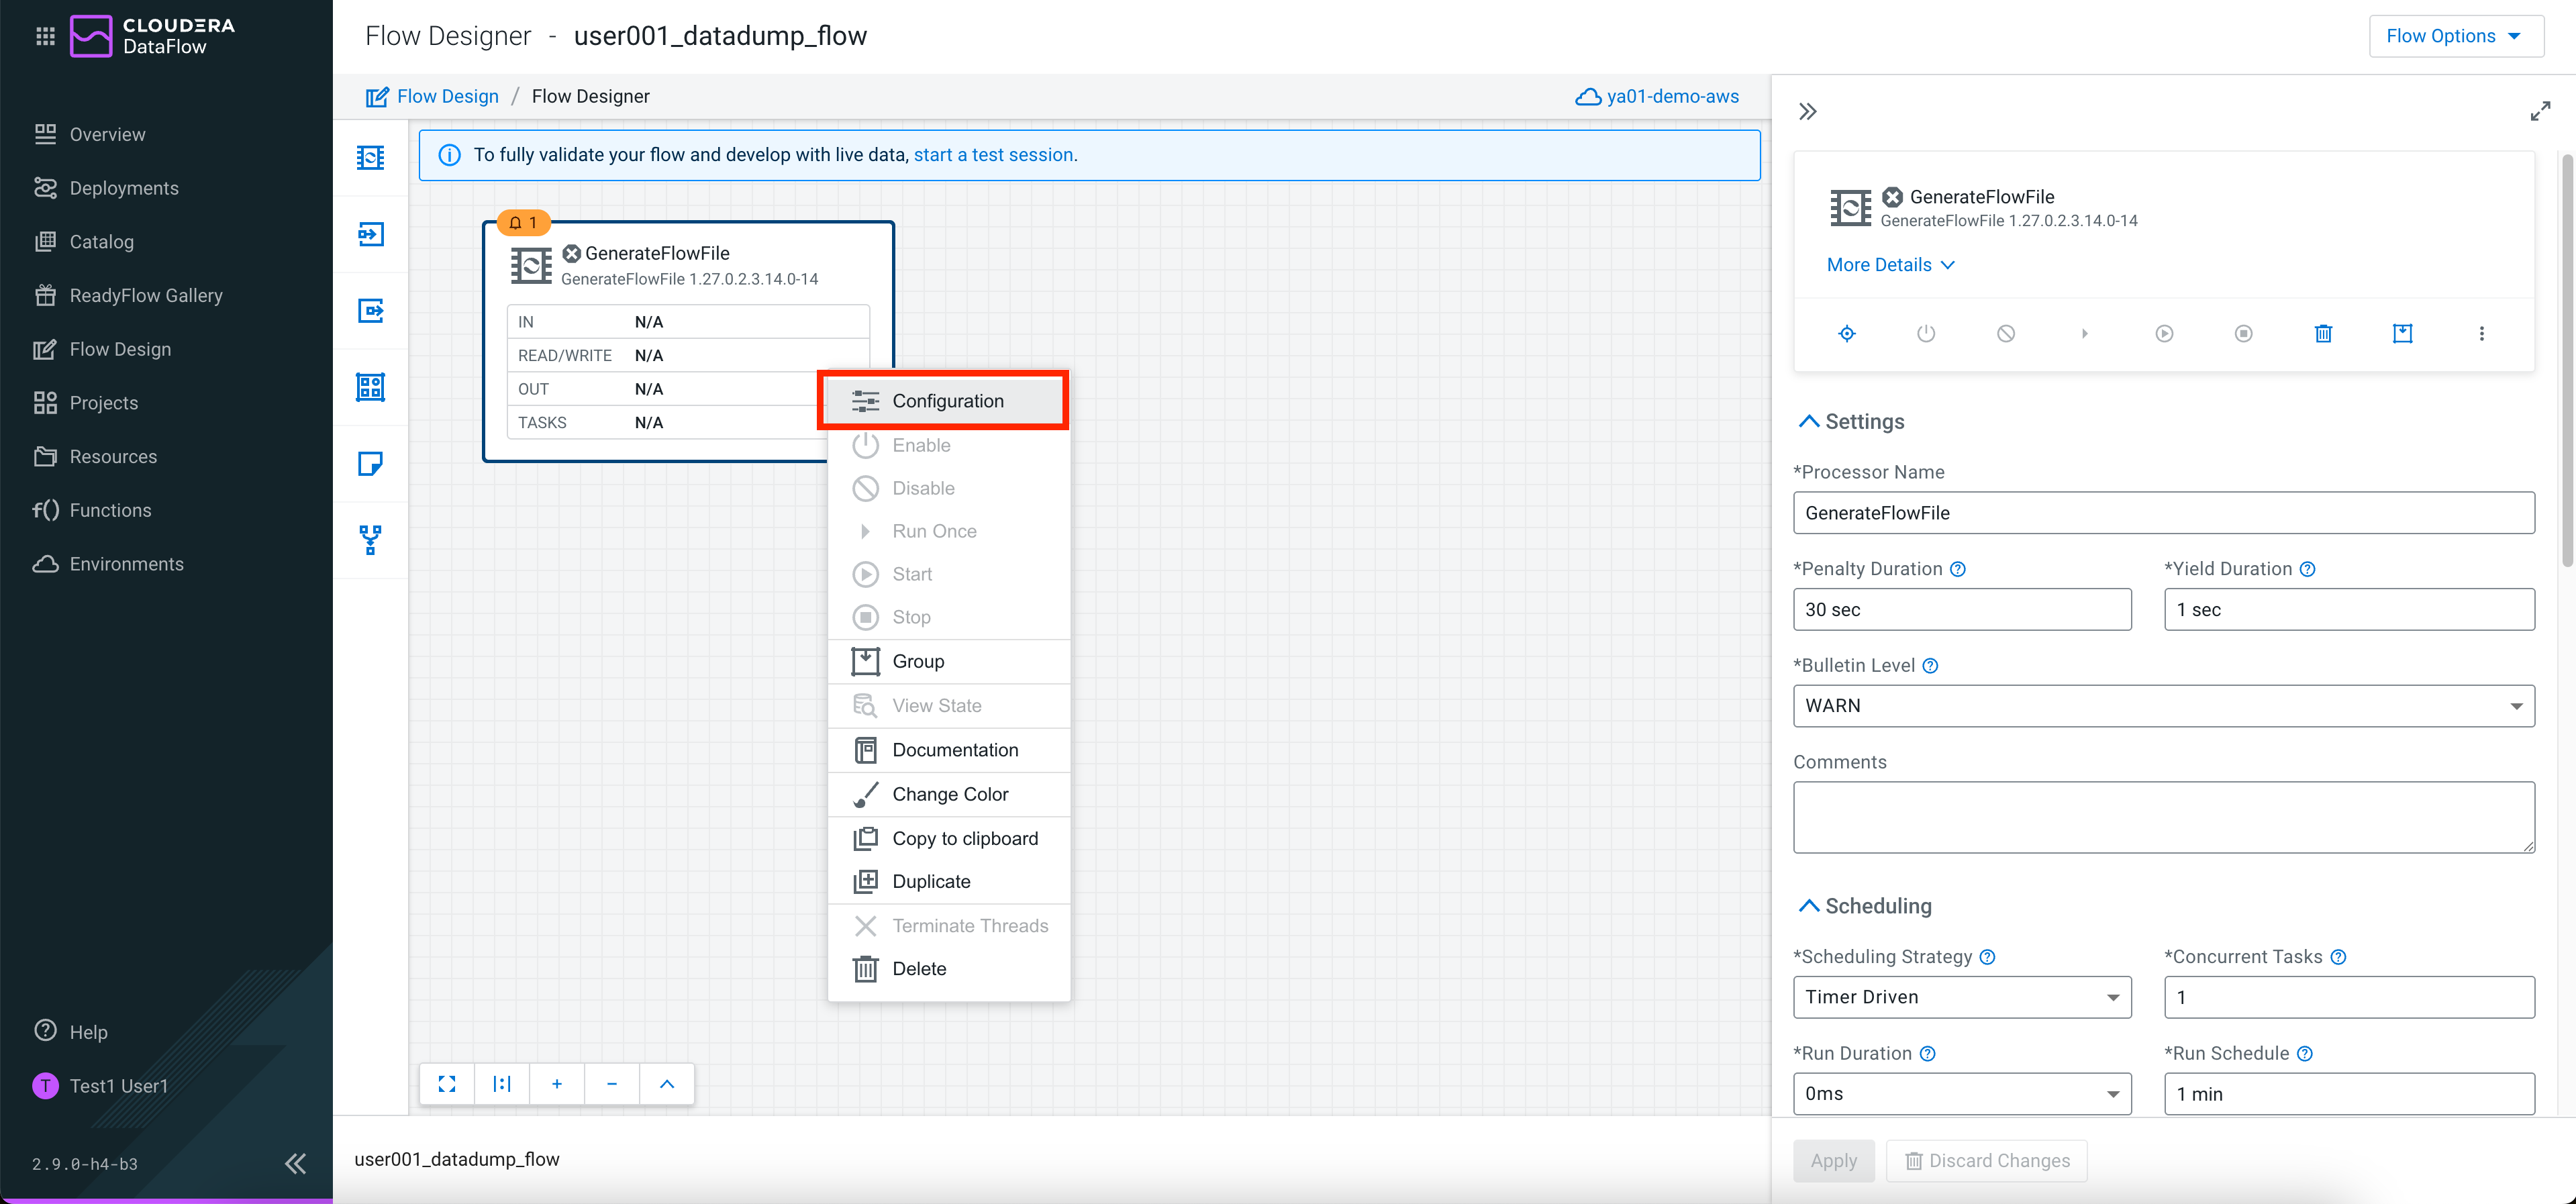 CLOUDERA
DataFlow
Overview
Deployments
Catalog
ReadyFlow Gallery
Flow Design
Projects
Resources
f() Functions
Environments
Help
T Test1 User1
2.9.0-h4-b3
Flow Designer - user001_datadump_flow
Flow Options
Flow Design / Flow Designer
ya01-demo-aws
To fully validate your flow and develop with live data, start a test session.
1
GenerateFlowFile
GenerateFlowFile 1.27.0.2.3.14.0-14
IN N/A
READ/WRITE N/A
OUT N/A
TASKS N/A
Configuration
Enable
Disable
Run Once
Start
Stop
Group
View State
Documentation
Change Color
Copy to clipboard
Duplicate
Terminate Threads
Delete
user001_datadump_flow
GenerateFlowFile
GenerateFlowFile 1.27.0.2.3.14.0-14
More Details
Settings
*Processor Name
GenerateFlowFile
*Penalty Duration
*Yield Duration
30 sec
1 sec
*Bulletin Level
WARN
Comments
Scheduling
*Scheduling Strategy
*Concurrent Tasks
Timer Driven
1
*Run Duration
*Run Schedule
0ms
1 min
Apply
Discard Changes